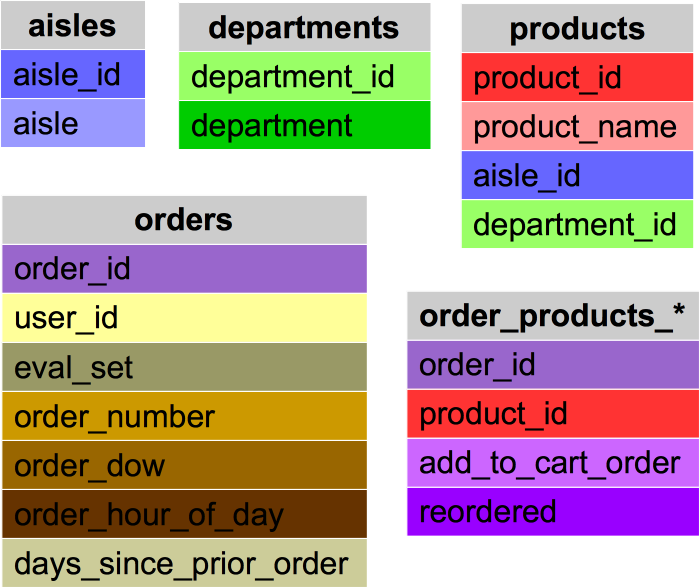 aisles
aisle_id
aisle
departments
department_id
department
products
product_id
product_name
aisle_id
department_id
orders
order_id
user_id
eval_set
order_number
order_dow
order_hour_of_day
days_since_prior_order
order_products_*
order_id
product_id
add_to_cart_order
reordered